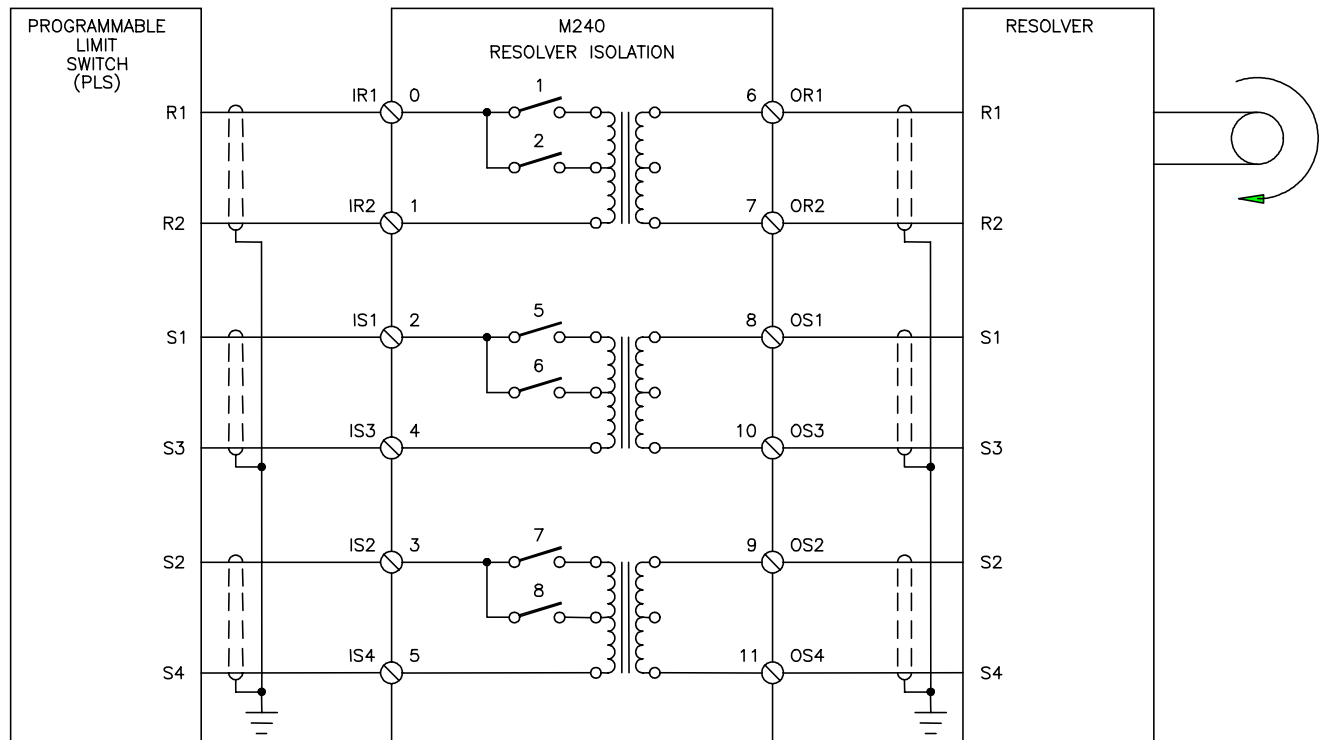 PROGRAMMABLE
LIMIT
SWITCH
(PLS)
M240
RESOLVER ISOLATION
RESOLVER
R1 IR1 0 1 6 OR1 R1
2
R2 IR2 1 7 OR2 R2
S1 IS1 2 5 8 OS1 S1
6
S3 IS3 4 10 OS3 S3
S2 IS2 3 7 9 OS2 S2
8
S4 IS4 5 11 OS4 S4